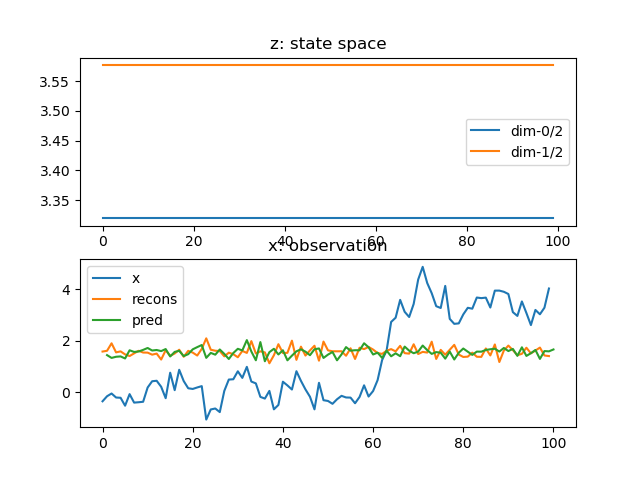 z: state space
3.55
3.50
3.45
3.40
3.35
dim-0/2
dim-1/2
0 20 40 60 80 100
x: observation
4
2
0
x
recons
pred
0 20 40 60 80 100